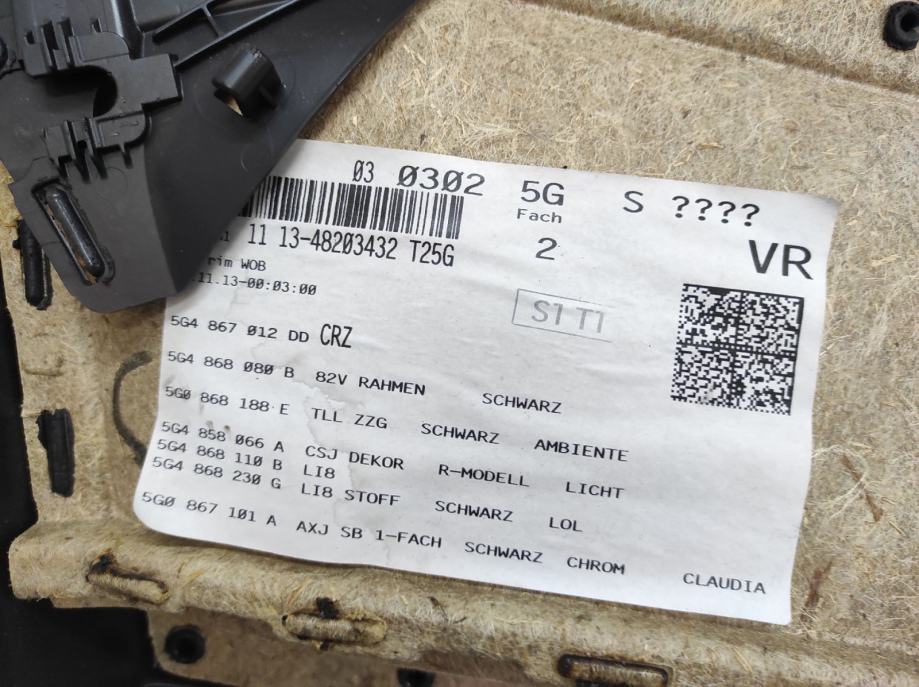 03 0302 5G S ????
Fach
11 13-48203432 T25G 2 VR
WOB
11.13-00:03:00
S1 T1
5G4 867 012 DD CRZ
5G4 868 080 B 82V RAHMEN SCHWARZ
5G0 868 188 E TLL ZZG SCHWARZ AMBIENTE
5G4 858 066 A CSJ DEKOR R-MODELL LICHT
5G4 868 110 B LI8
5G4 868 230 G LI8 STOFF SCHWARZ LOL
5G0 867 101 A AXJ SB 1-FACH SCHWARZ CHROM
CLAUDIA